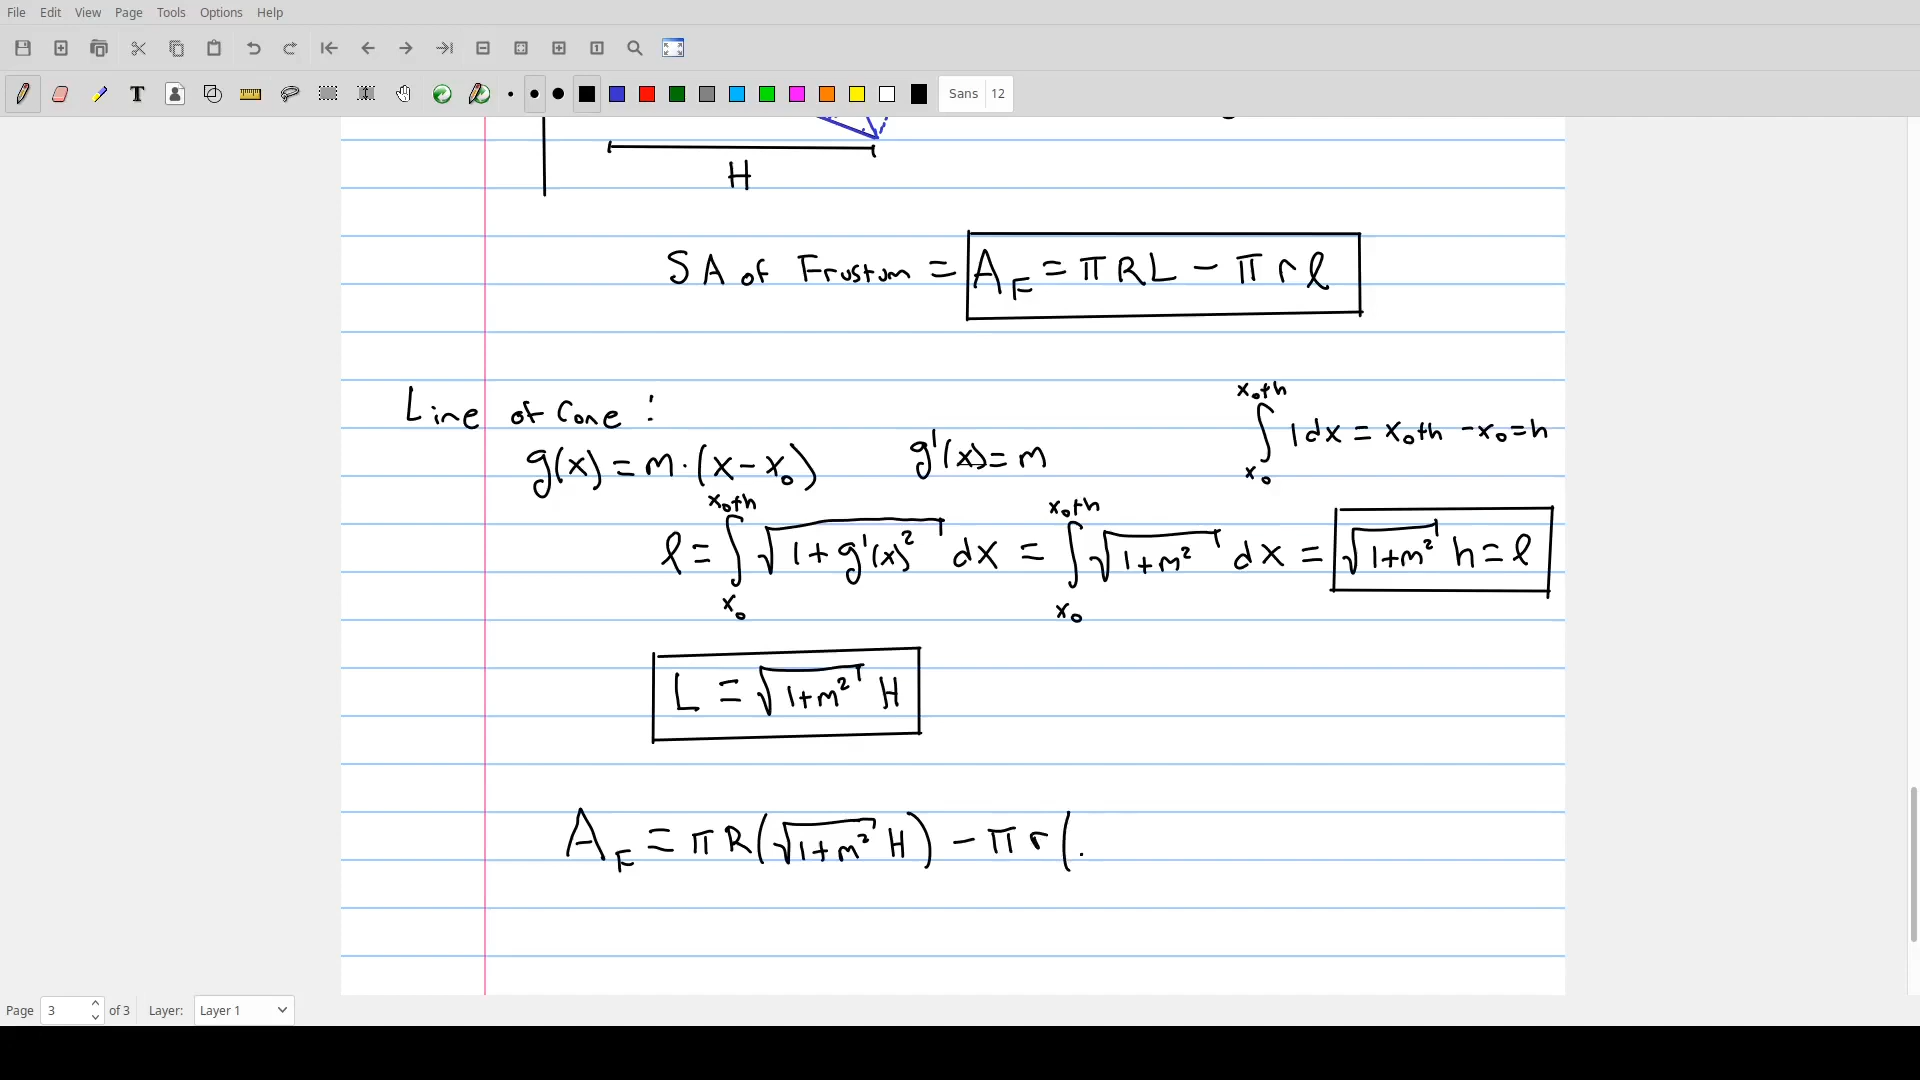 File Edit View Page Tools Options Help
Sans 12
H
SA of Frustum = A_F = πRL − πrℓ
Line of Cone:
∫_{x₀}^{x₀+h} 1dx = x₀+h −x₀=h
g(x) = m·(x−x₀) g'(x)=m
ℓ = ∫_{x₀}^{x₀+h} √(1+g'(x)²) dx = ∫_{x₀}^{x₀+h} √(1+m²) dx = √(1+m²) h = ℓ
L = √(1+m²) H
A_F = πR(√(1+m²) H) − πr(.
Page 3 of 3 Layer: Layer 1